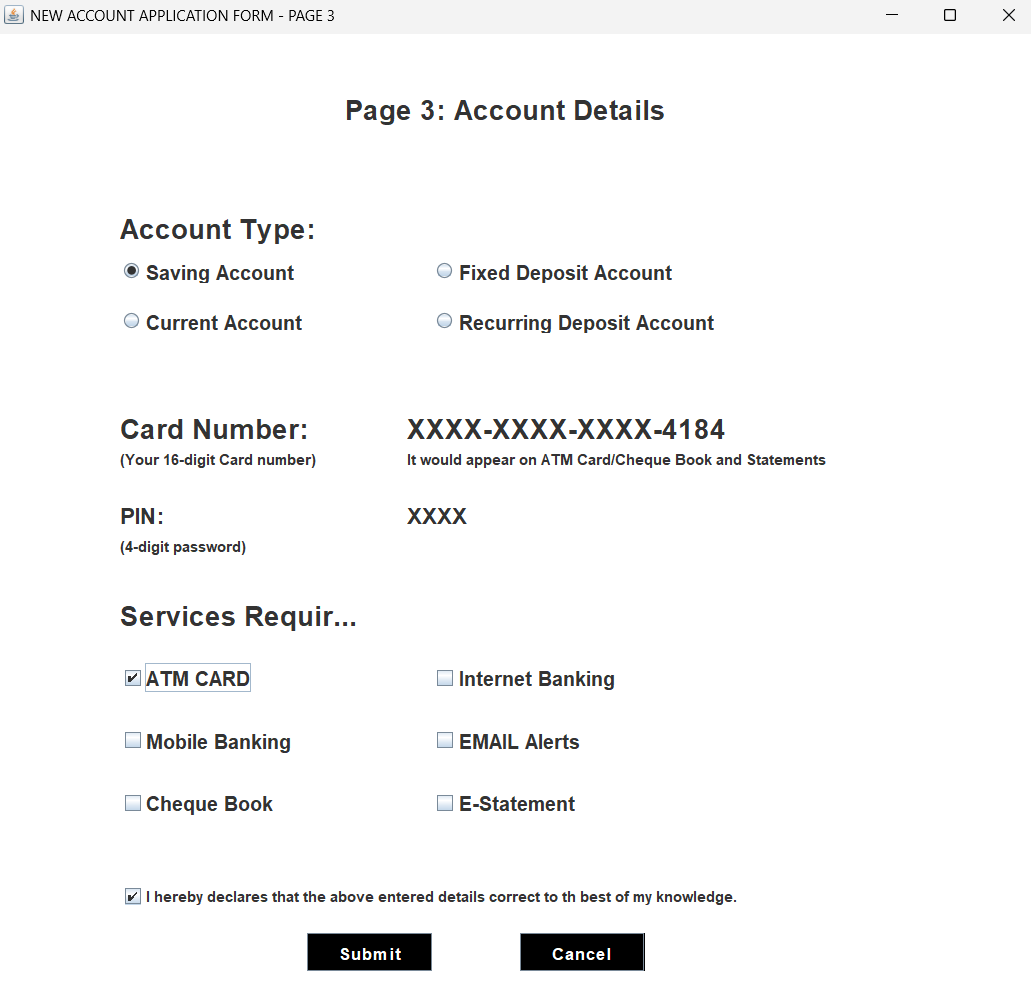 NEW ACCOUNT APPLICATION FORM - PAGE 3
Page 3: Account Details
Account Type:
Saving Account Fixed Deposit Account
Current Account Recurring Deposit Account
Card Number: XXXX-XXXX-XXXX-4184
(Your 16-digit Card number) It would appear on ATM Card/Cheque Book and Statements
PIN: XXXX
(4-digit password)
Services Requir...
ATM CARD Internet Banking
Mobile Banking EMAIL Alerts
Cheque Book E-Statement
I hereby declares that the above entered details correct to th best of my knowledge.
Submit Cancel